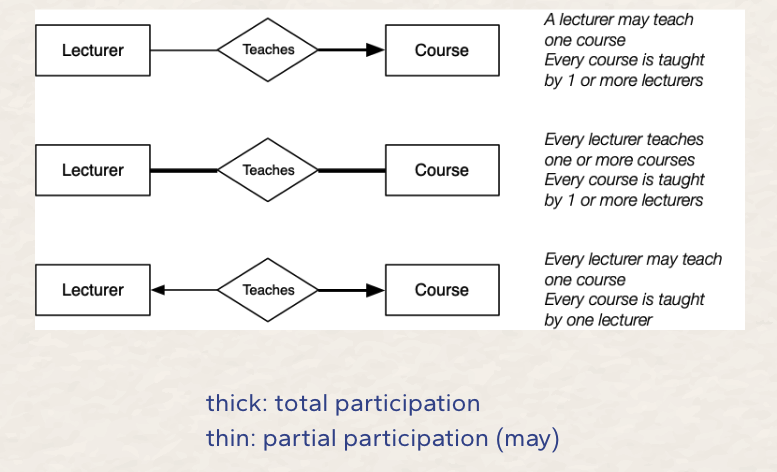 Lecturer
Teaches
Course
A lecturer may teach
one course
Every course is taught
by 1 or more lecturers
Lecturer
Teaches
Course
Every lecturer teaches
one or more courses
Every course is taught
by 1 or more lecturers
Lecturer
Teaches
Course
Every lecturer may teach
one course
Every course is taught
by one lecturer
thick: total participation
thin: partial participation (may)